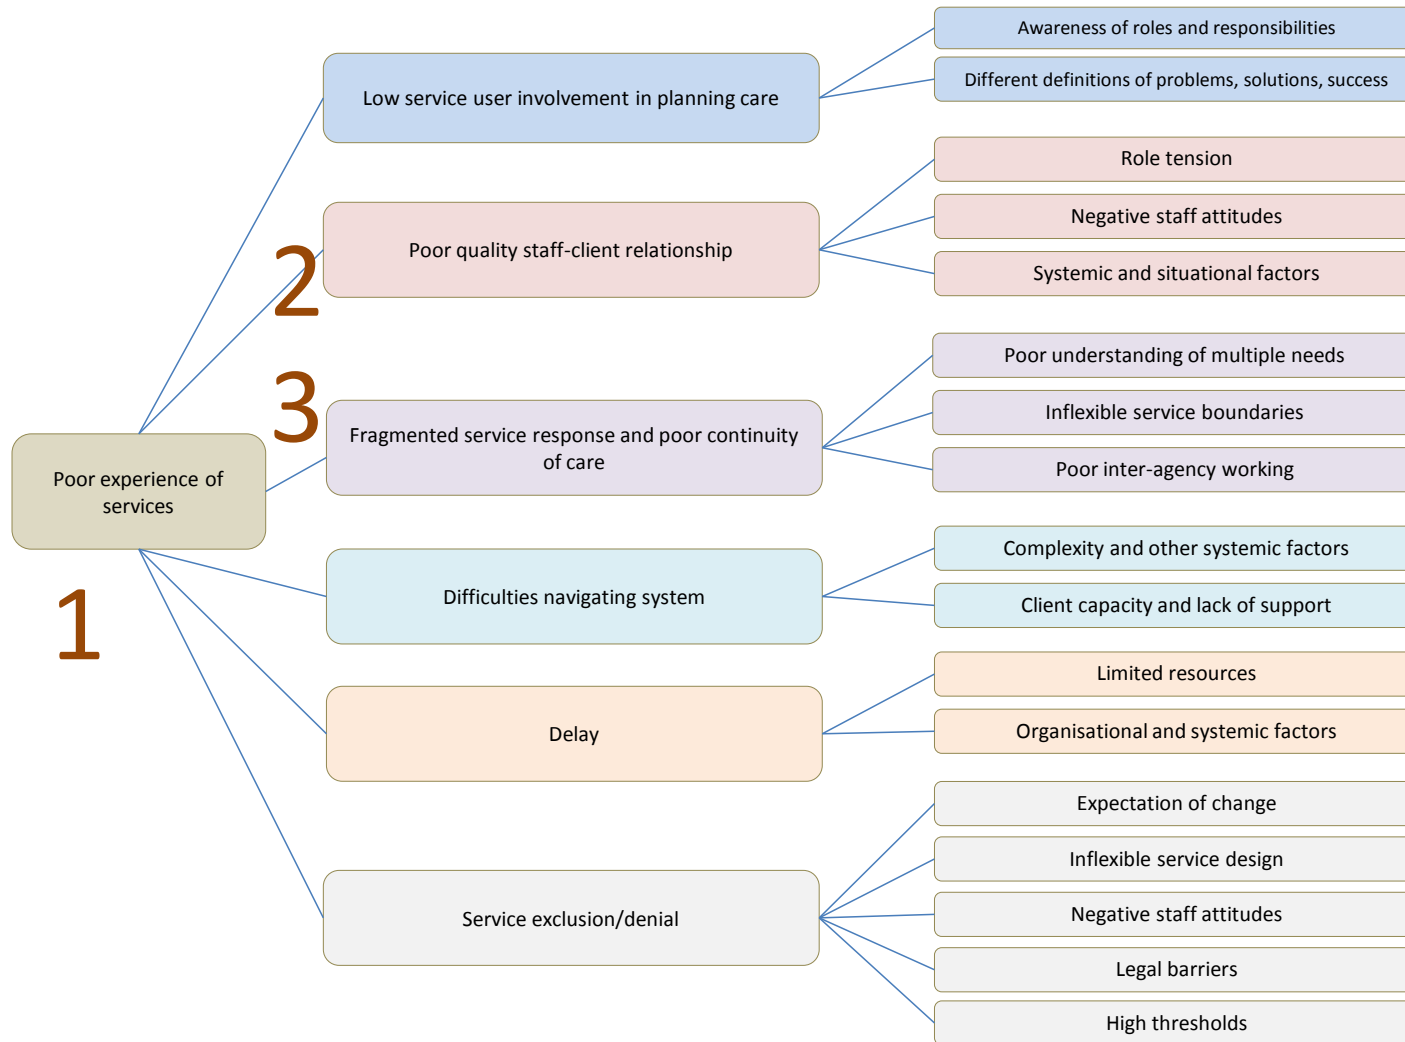 Awareness of roles and responsibilities
Low service user involvement in planning care
Different definitions of problems, solutions, success
Role tension
Poor quality staff-client relationship
Negative staff attitudes
Systemic and situational factors
2
Poor understanding of multiple needs
3
Fragmented service response and poor continuity
of care
Inflexible service boundaries
Poor inter-agency working
Poor experience of
services
1
Complexity and other systemic factors
Difficulties navigating system
Client capacity and lack of support
Limited resources
Delay
Organisational and systemic factors
Expectation of change
Inflexible service design
Service exclusion/denial
Negative staff attitudes
Legal barriers
High thresholds